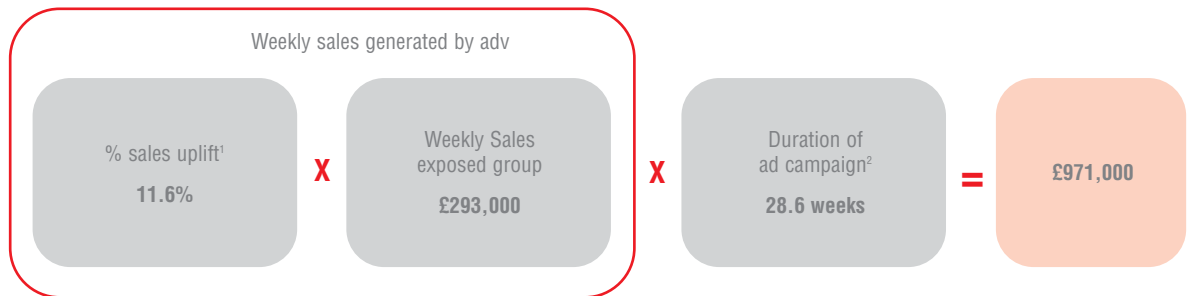 Weekly sales generated by adv
% sales uplift¹
11.6%
X
Weekly Sales
exposed group
£293,000
X
Duration of
ad campaign²
28.6 weeks
=
£971,000